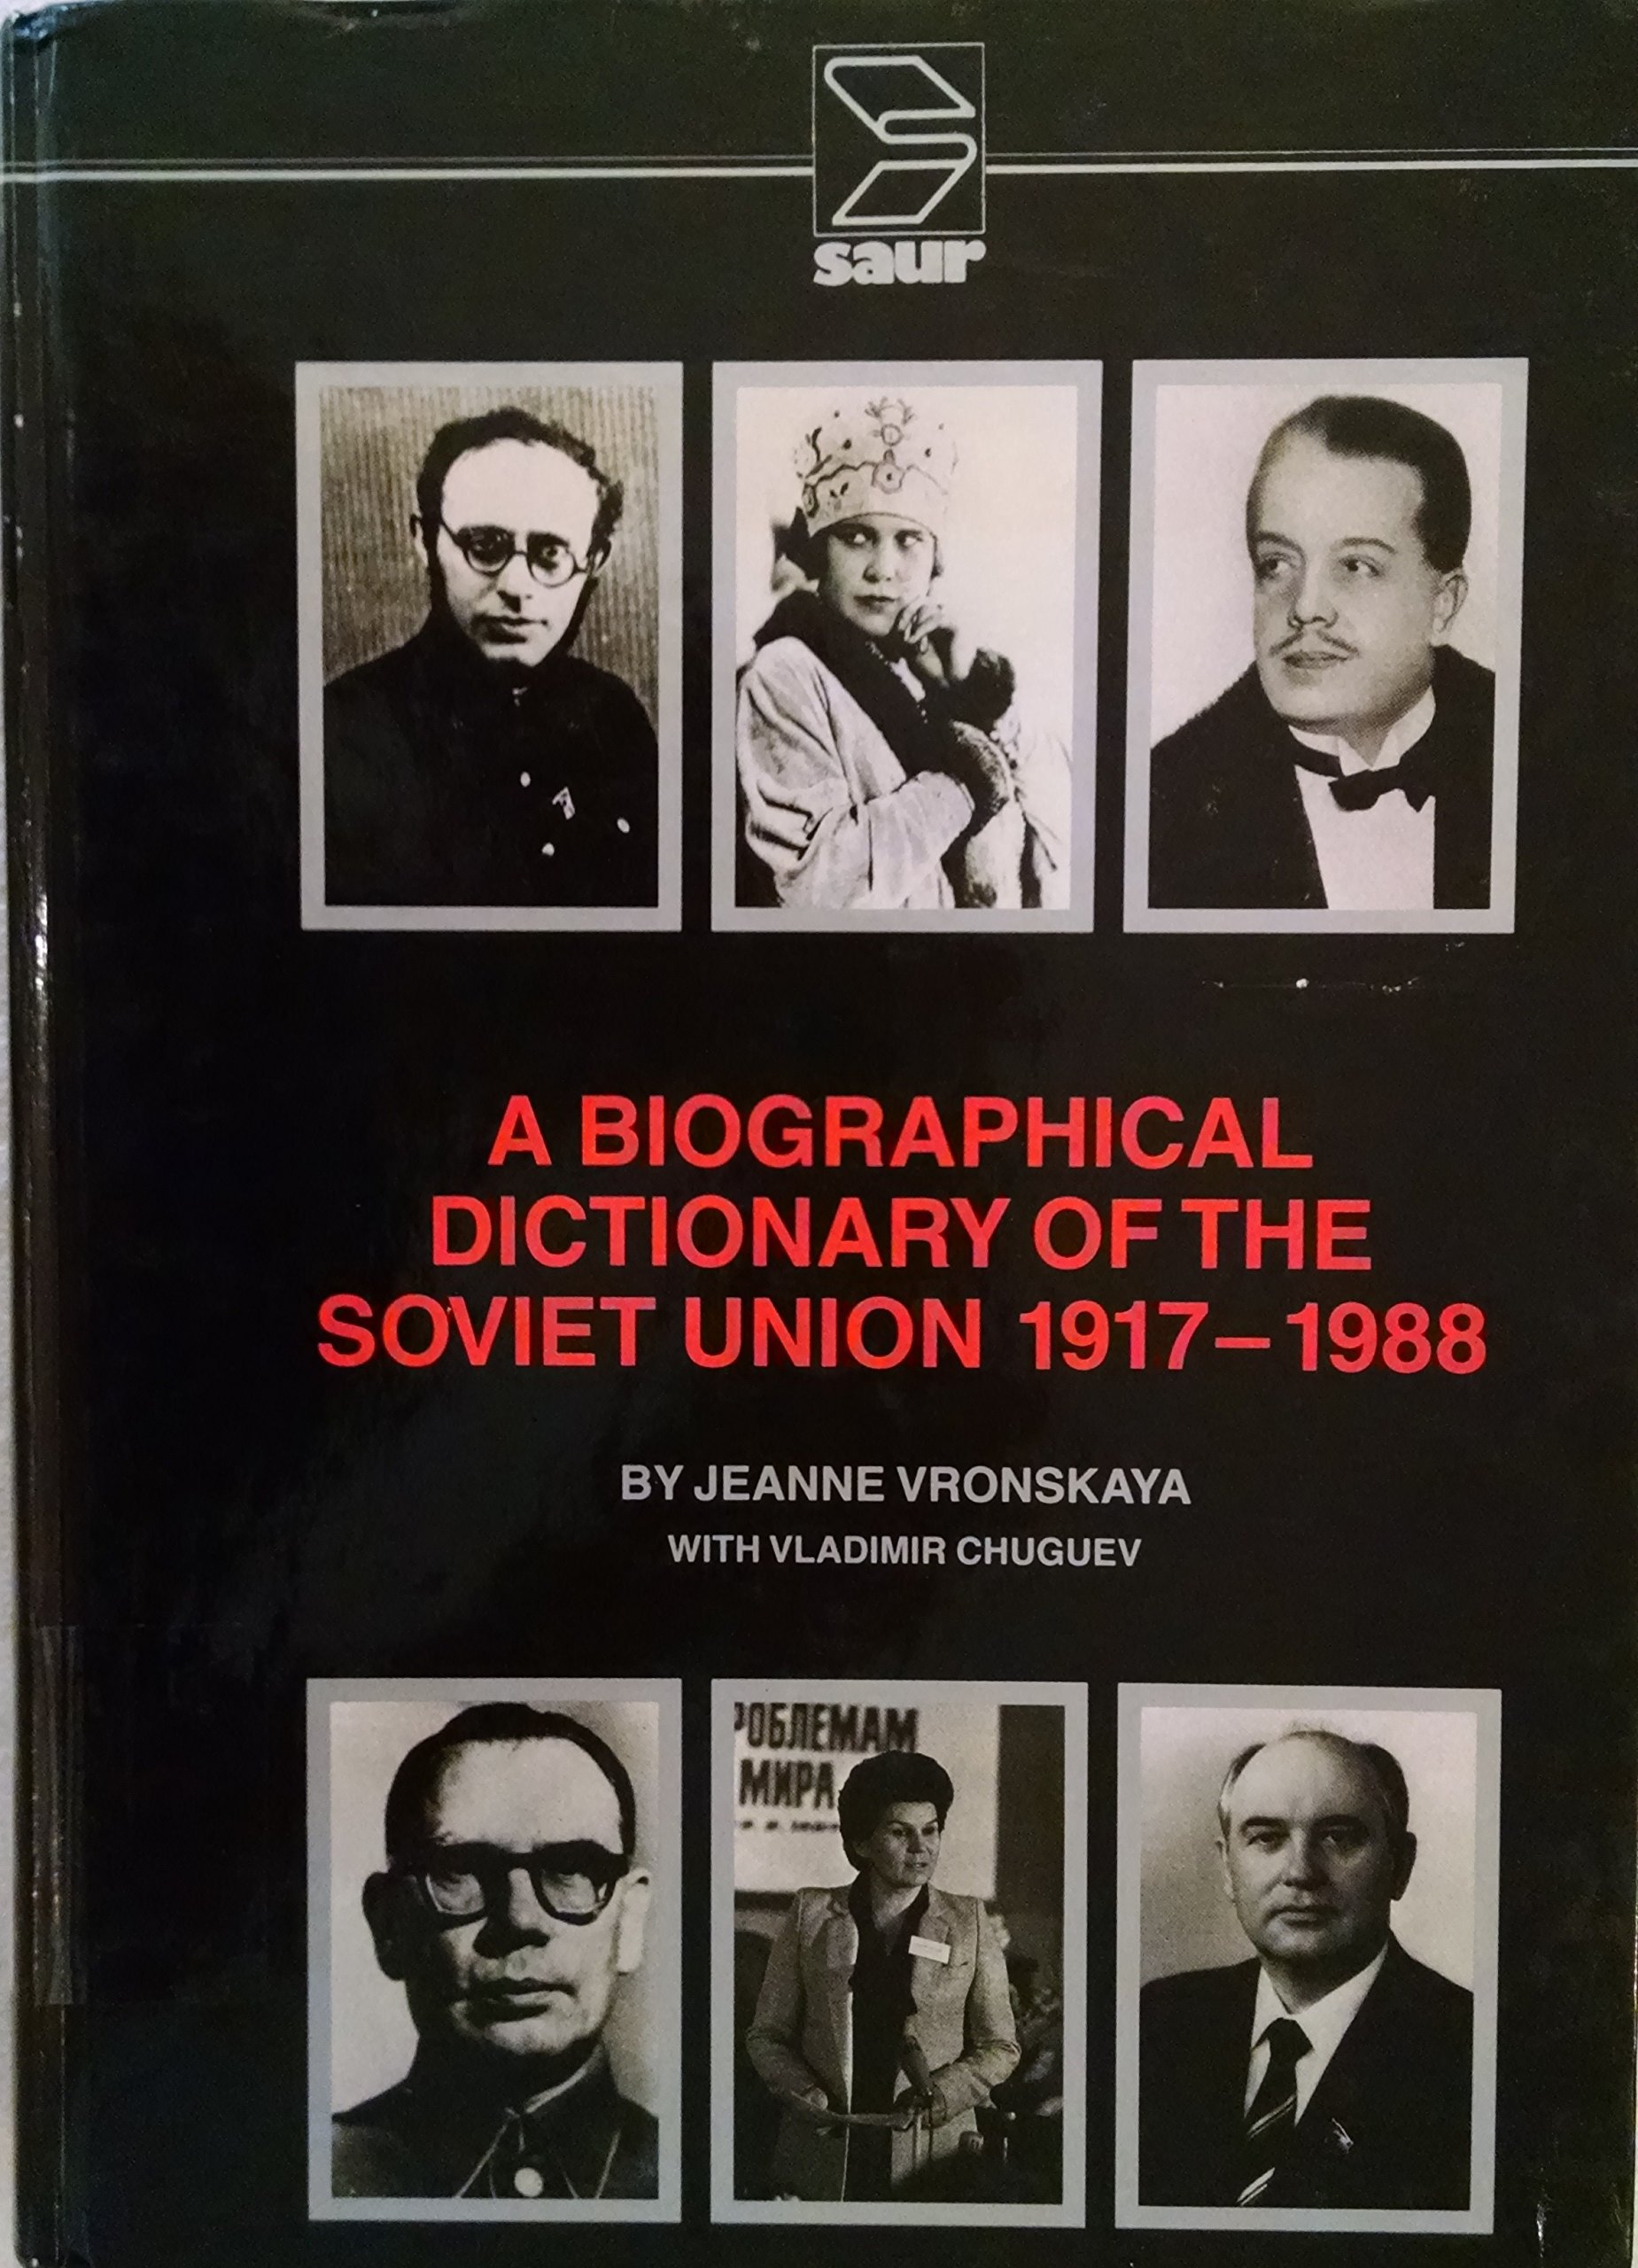 saur
A BIOGRAPHICAL
DICTIONARY OF THE
SOVIET UNION 1917–1988
BY JEANNE VRONSKAYA
WITH VLADIMIR CHUGUEV
РОБЛЕМАМ
МИРА